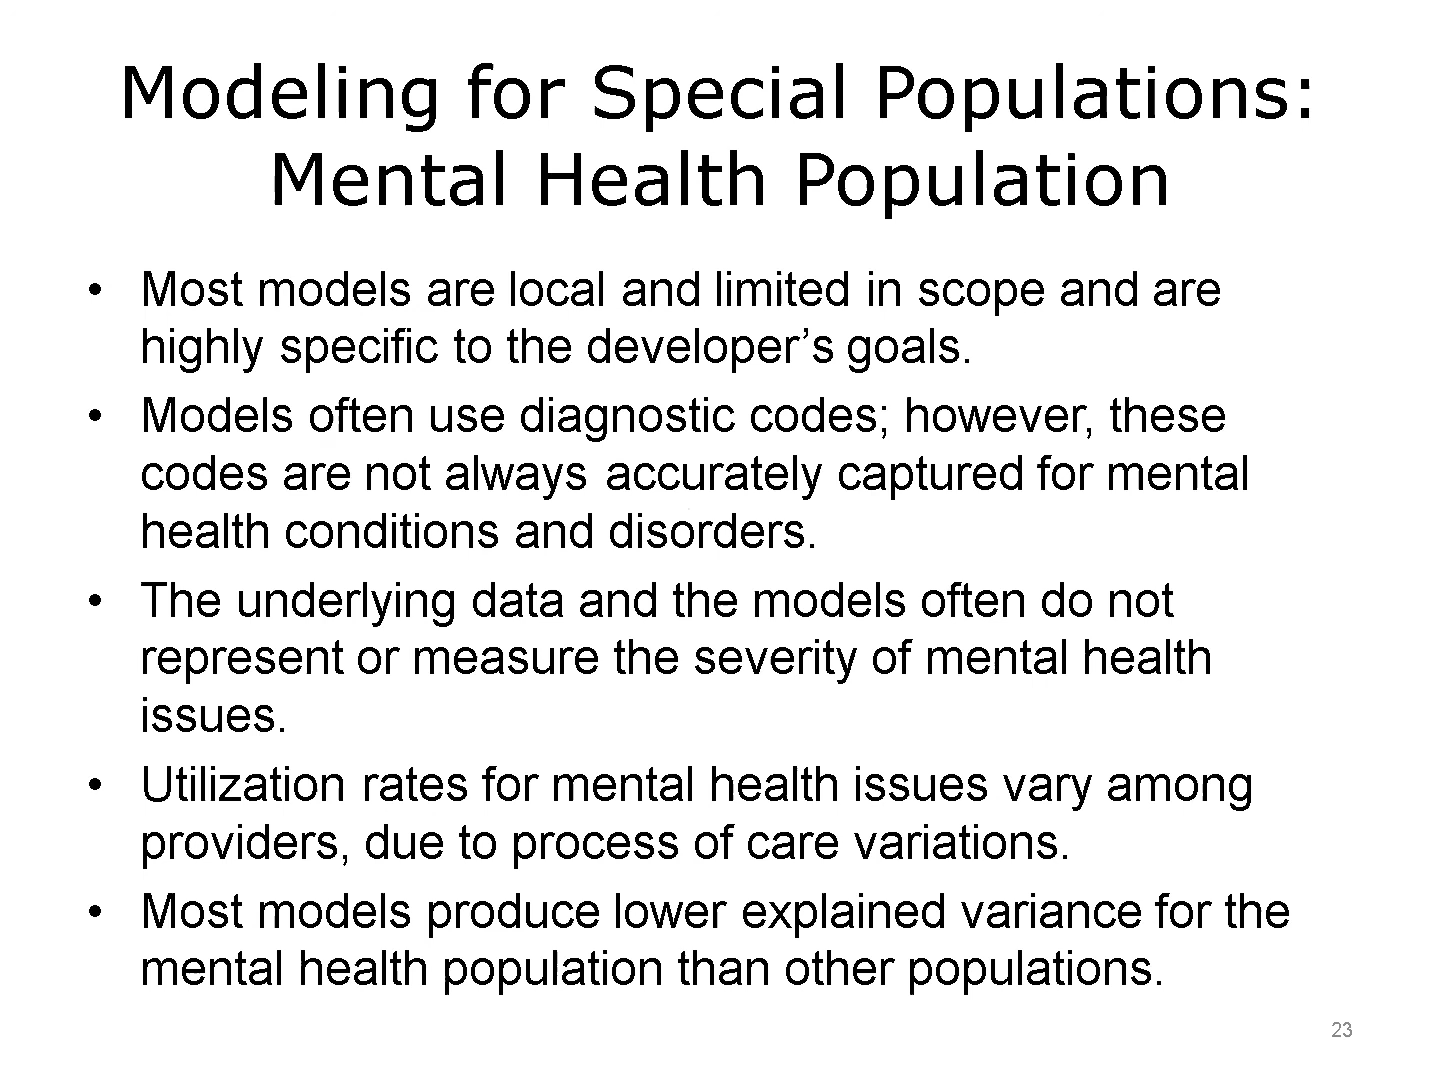 Modeling for Special Populations:
Mental Health Population
• Most models are local and limited in scope and are
highly specific to the developer’s goals.
• Models often use diagnostic codes; however, these
codes are not always accurately captured for mental
health conditions and disorders.
• The underlying data and the models often do not
represent or measure the severity of mental health
issues.
• Utilization rates for mental health issues vary among
providers, due to process of care variations.
• Most models produce lower explained variance for the
mental health population than other populations.
23